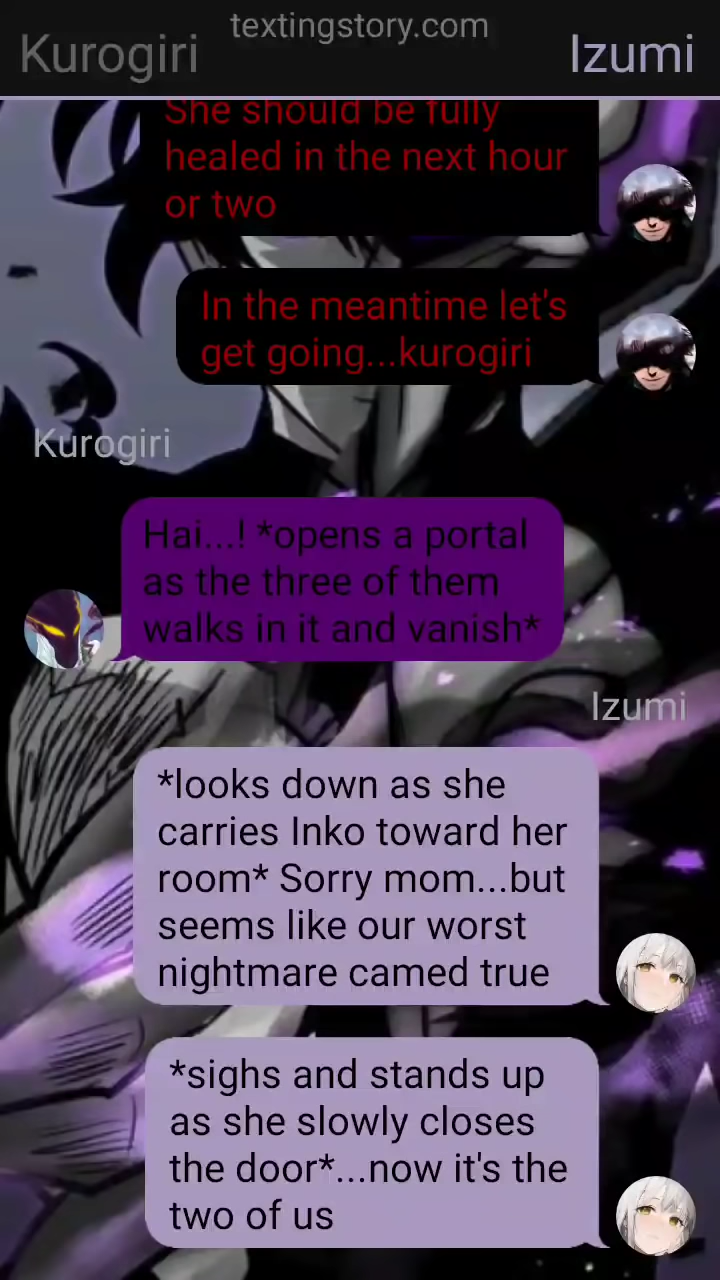 textingstory.com
Kurogiri
Izumi
She should be fully
healed in the next hour
or two
In the meantime let's
get going...kurogiri
Kurogiri
Hai...! *opens a portal
as the three of them
walks in it and vanish*
Izumi
*looks down as she
carries Inko toward her
room* Sorry mom...but
seems like our worst
nightmare camed true
*sighs and stands up
as she slowly closes
the door*...now it's the
two of us